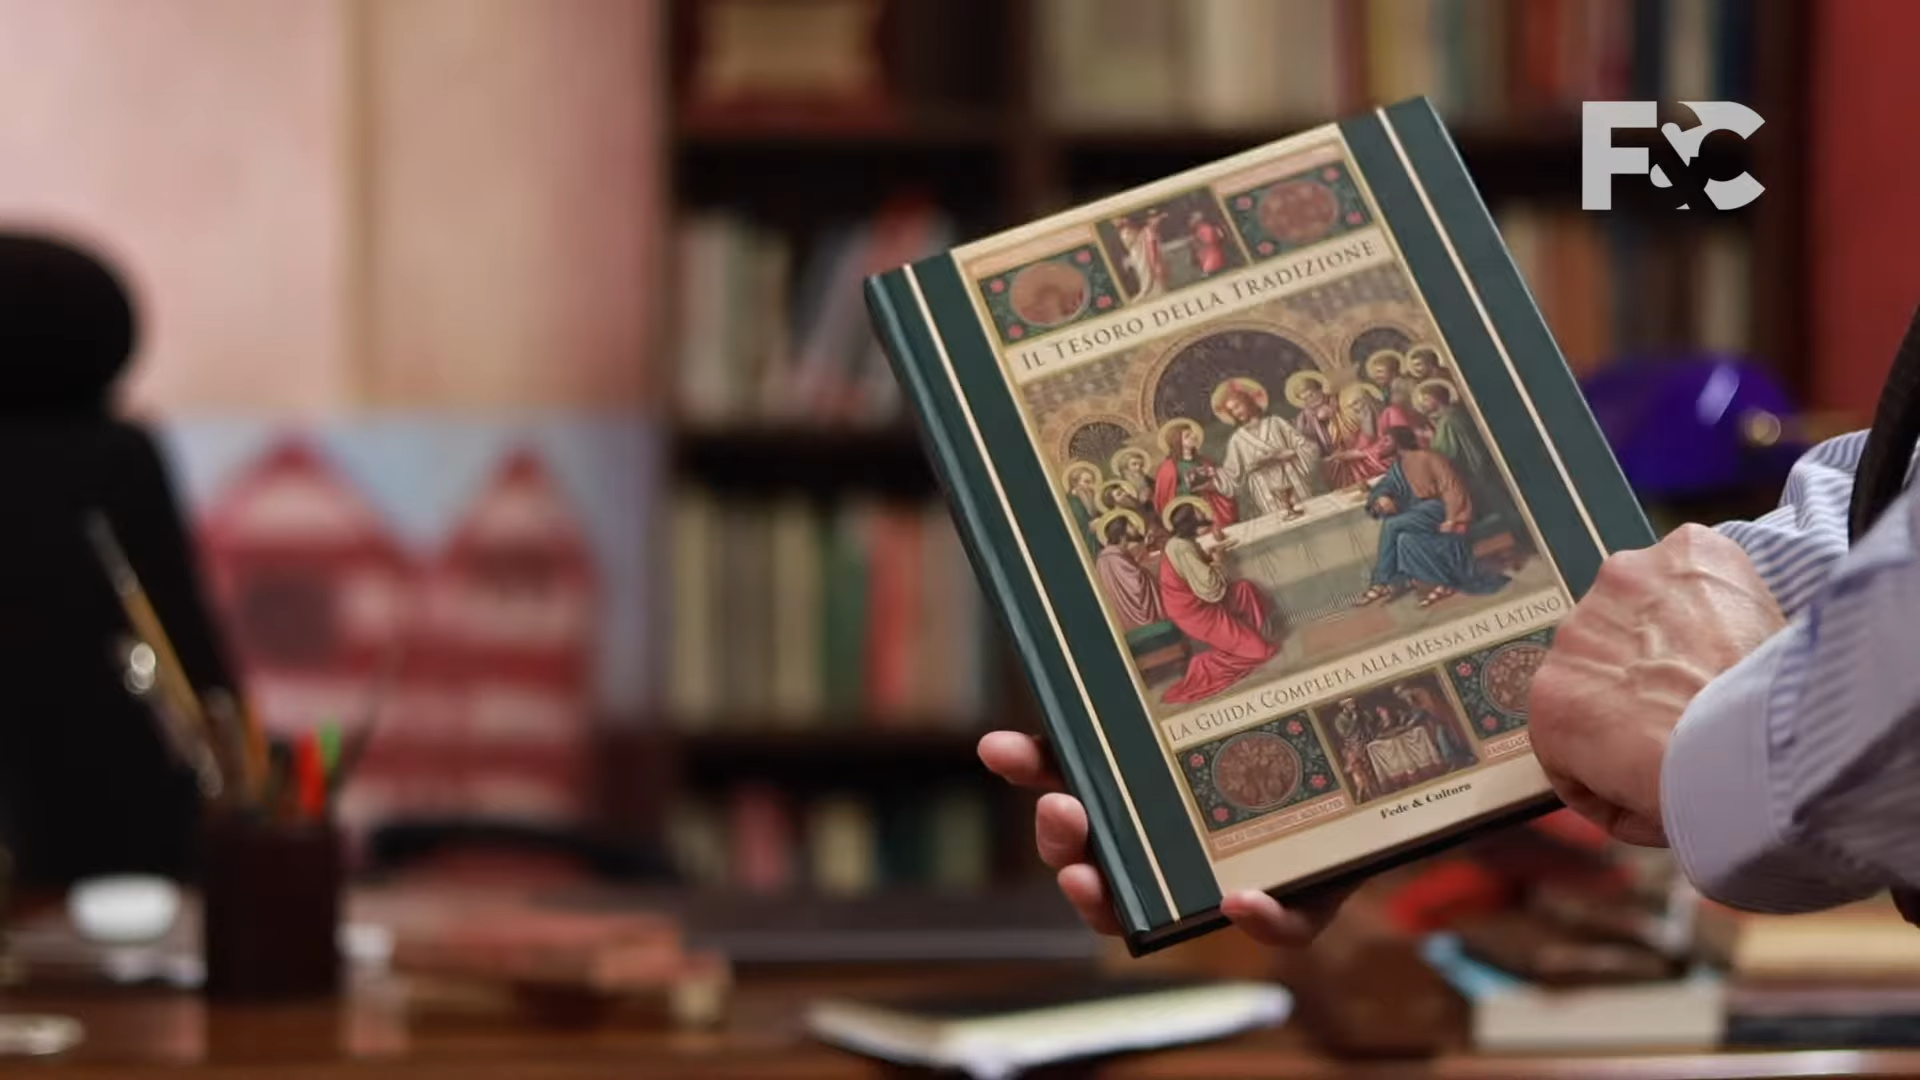 F&C
IL TESORO DELLA TRADIZIONE
LA GUIDA COMPLETA ALLA MESSA IN LATINO
Fede & Cultura